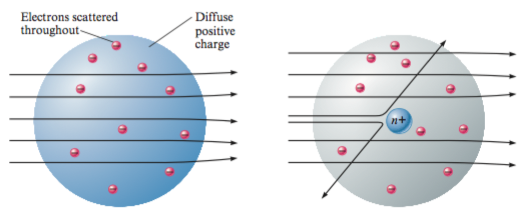 Electrons scattered
throughout
Diffuse
positive
charge
n+